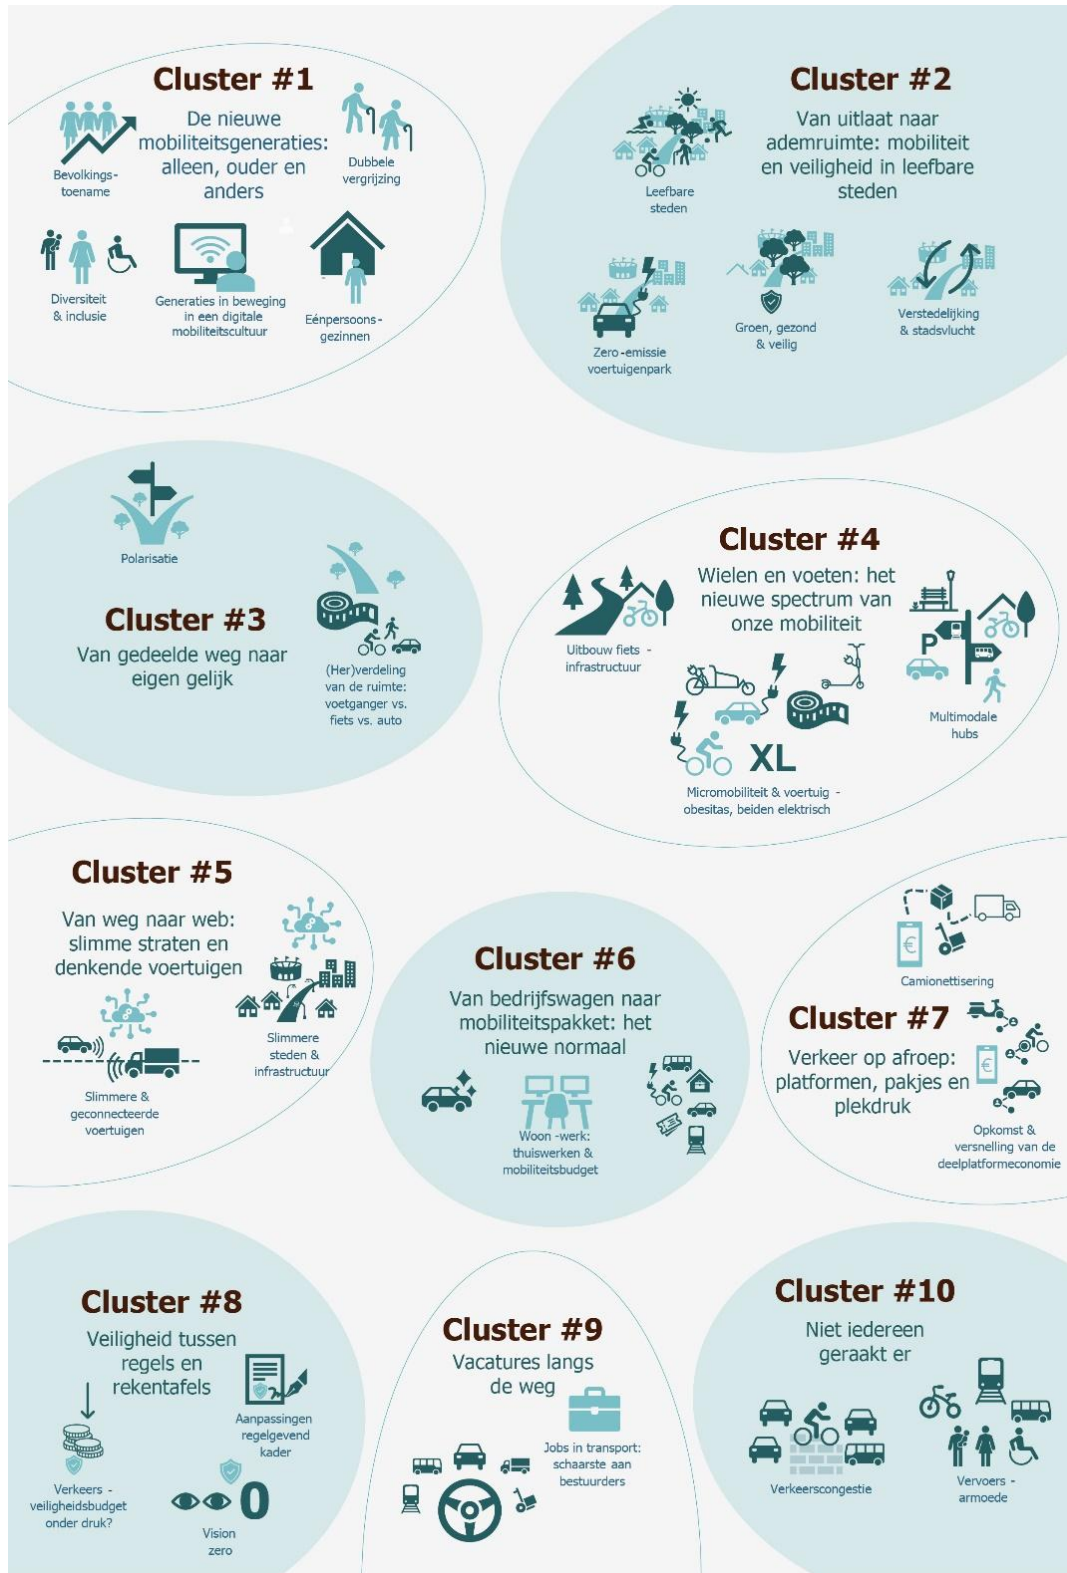 Cluster #1
De nieuwe
mobiliteitsgeneraties:
alleen, ouder en
anders
Bevolkings-
toename
Dubbele
vergrijzing
Diversiteit
& inclusie
Generaties in beweging
in een digitale
mobiliteitscultuur
Eénpersoons-
gezinnen
Cluster #2
Van uitlaat naar
ademruimte: mobiliteit
en veiligheid in leefbare
steden
Leefbare
steden
Zero-emissie
voertuigenpark
Groen, gezond
& veilig
Verstedelijking
& stadsvlucht
Polarisatie
Cluster #3
Van gedeelde weg naar
eigen gelijk
(Her)verdeling
van de ruimte:
voetganger vs.
fiets vs. auto
Cluster #4
Wielen en voeten: het
nieuwe spectrum van
onze mobiliteit
Uitbouw fiets -
infrastructuur
P
XL
Micromobiliteit & voertuig -
obesitas, beiden elektrisch
Multimodale
hubs
Cluster #5
Van weg naar web:
slimme straten en
denkende voertuigen
Slimmere &
geconnecteerde
voertuigen
Slimmere
steden &
infrastructuur
Cluster #6
Van bedrijfswagen naar
mobiliteitspakket: het
nieuwe normaal
Woon -werk:
thuiswerken &
mobiliteitsbudget
€
Camionettisering
Cluster #7
Verkeer op afroep:
platformen, pakjes en
plekdruk
€
Opkomst &
versnelling van de
deelplatformeconomie
Cluster #8
Veiligheid tussen
regels en
rekentafels
Aanpassingen
regelgevend
kader
Verkeers -
veiligheidsbudget
onder druk?
0
Vision
zero
Cluster #9
Vacatures langs
de weg
Jobs in transport:
schaarste aan
bestuurders
Cluster #10
Niet iedereen
geraakt er
Verkeerscongestie
Vervoers -
armoede